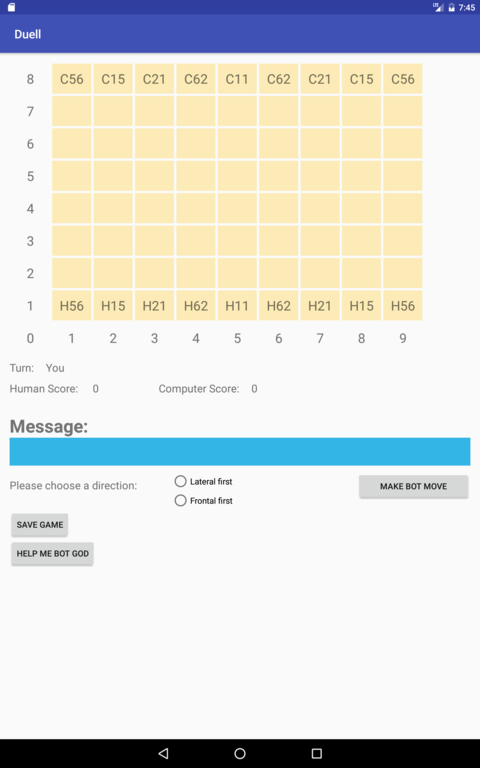 7:45
Duell
8 C56 C15 C21 C62 C11 C62 C21 C15 C56
7
6
5
4
3
2
1 H56 H15 H21 H62 H11 H62 H21 H15 H56
0 1 2 3 4 5 6 7 8 9
Turn: You
Human Score: 0 Computer Score: 0
Message:
Please choose a direction: Lateral first MAKE BOT MOVE
Frontal first
SAVE GAME
HELP ME BOT GOD